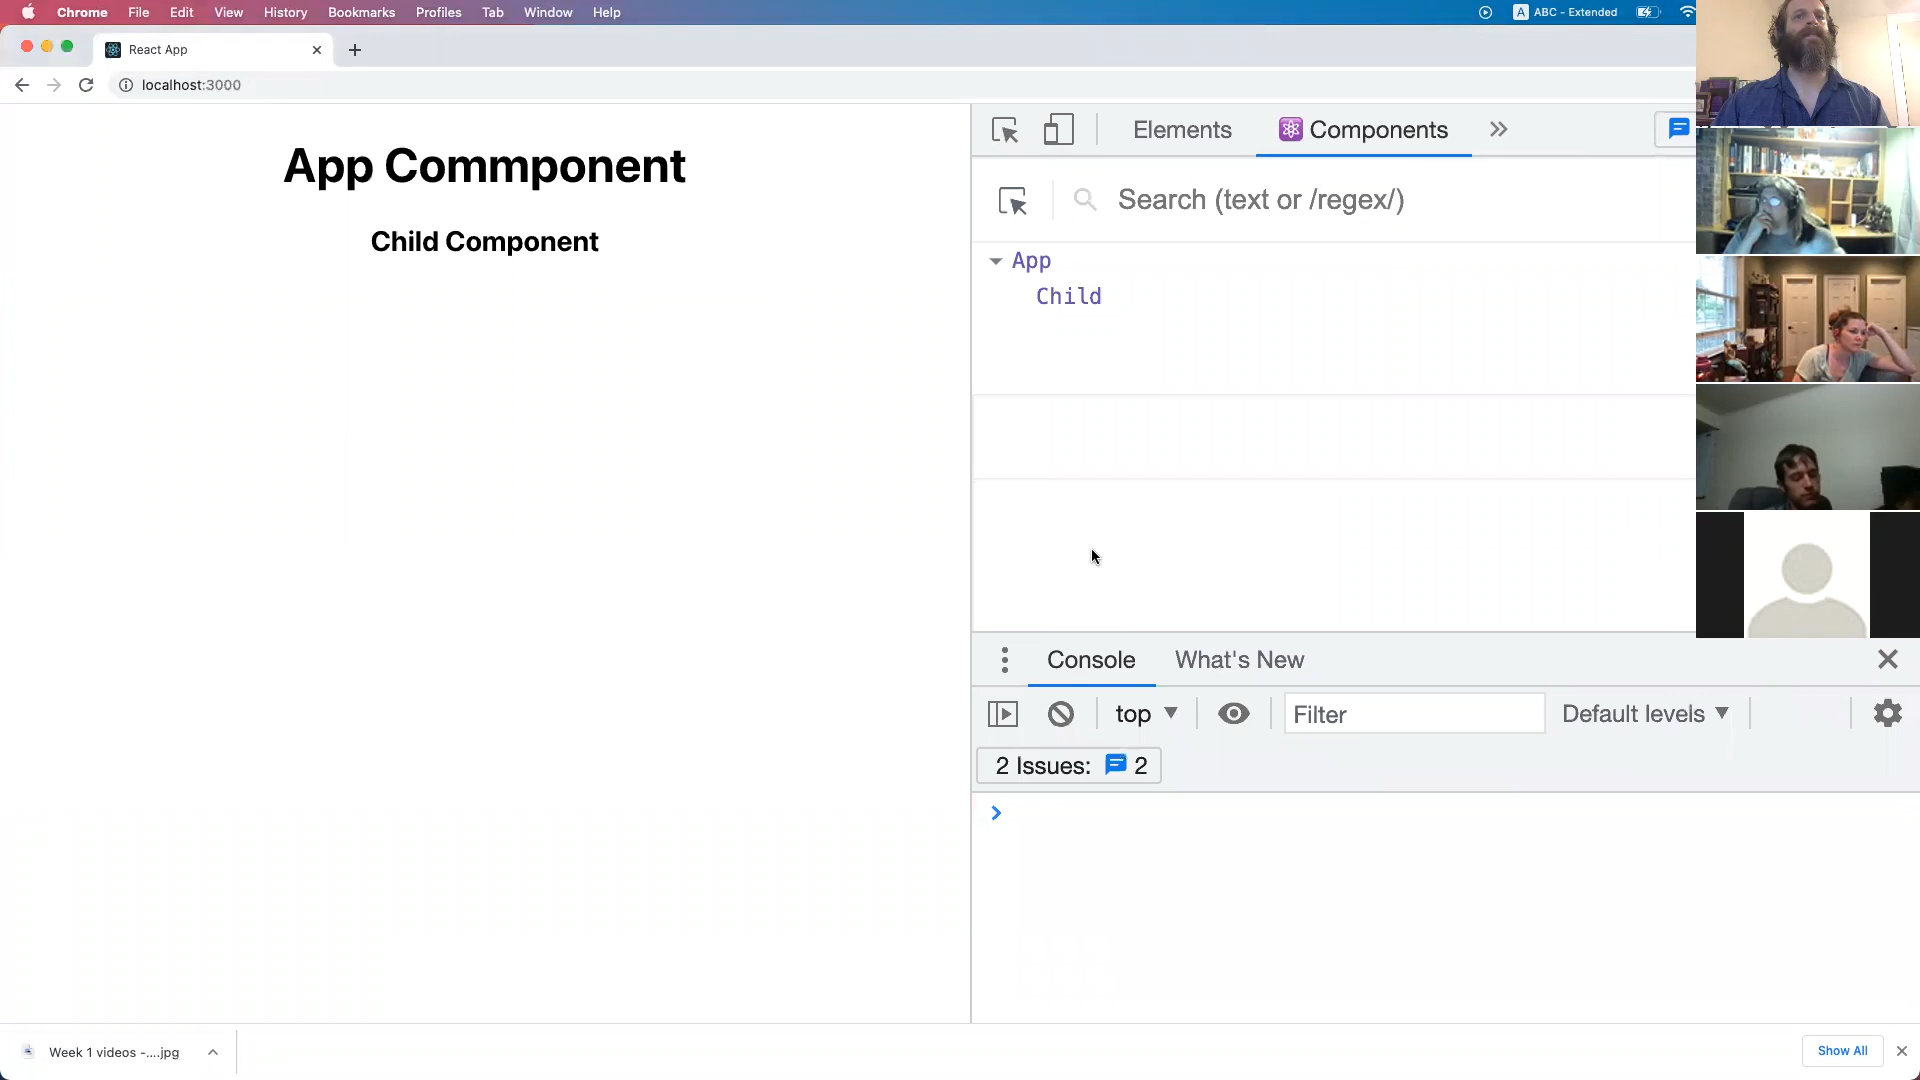 Chrome File Edit View History Bookmarks Profiles Tab Window Help A ABC - Extended
React App
localhost:3000
App Commponent
Child Component
Elements Components
Search (text or /regex/)
App
Child
Console What's New
top Filter Default levels
2 Issues: 2
Week 1 videos -....jpg Show All